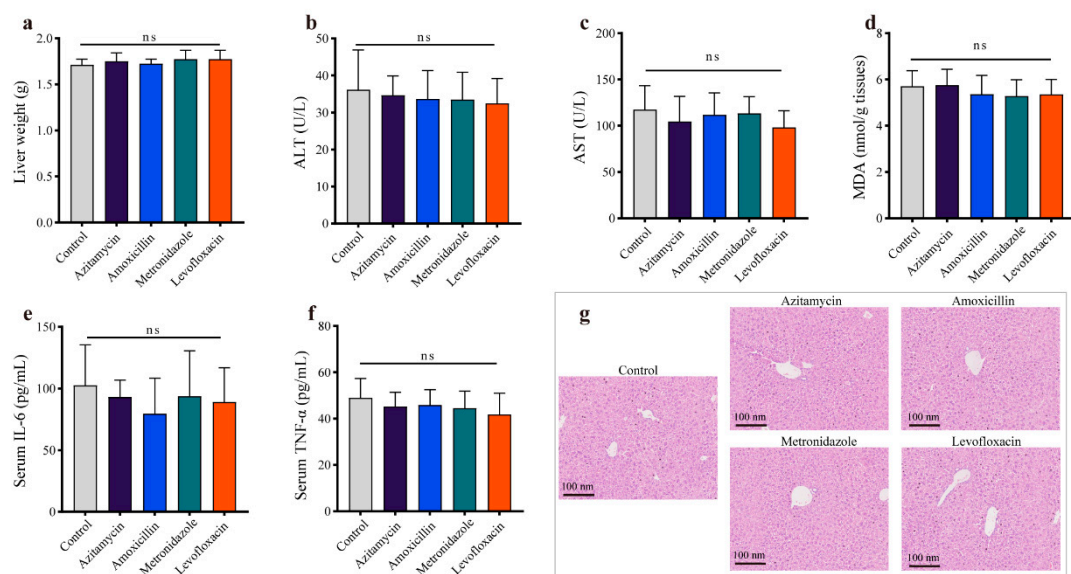 a
ns
Liver weight (g)
2.0
1.5
1.0
0.5
0.0
Control
Azitamycin
Amoxicillin
Metronidazole
Levofloxacin
b
ns
ALT (U/L)
50
40
30
20
10
0
Control
Azitamycin
Amoxicillin
Metronidazole
Levofloxacin
c
ns
AST (U/L)
200
150
100
50
0
Control
Azitamycin
Amoxicillin
Metronidazole
Levofloxacin
d
ns
MDA (nmol/g tissues)
8
6
4
2
0
Control
Azitamycin
Amoxicillin
Metronidazole
Levofloxacin
e
ns
Serum IL-6 (pg/mL)
150
100
50
0
Control
Azitamycin
Amoxicillin
Metronidazole
Levofloxacin
f
ns
Serum TNF-α (pg/mL)
80
60
40
20
0
Control
Azitamycin
Amoxicillin
Metronidazole
Levofloxacin
g
Control
100 nm
Azitamycin
100 nm
Amoxicillin
100 nm
Metronidazole
100 nm
Levofloxacin
100 nm